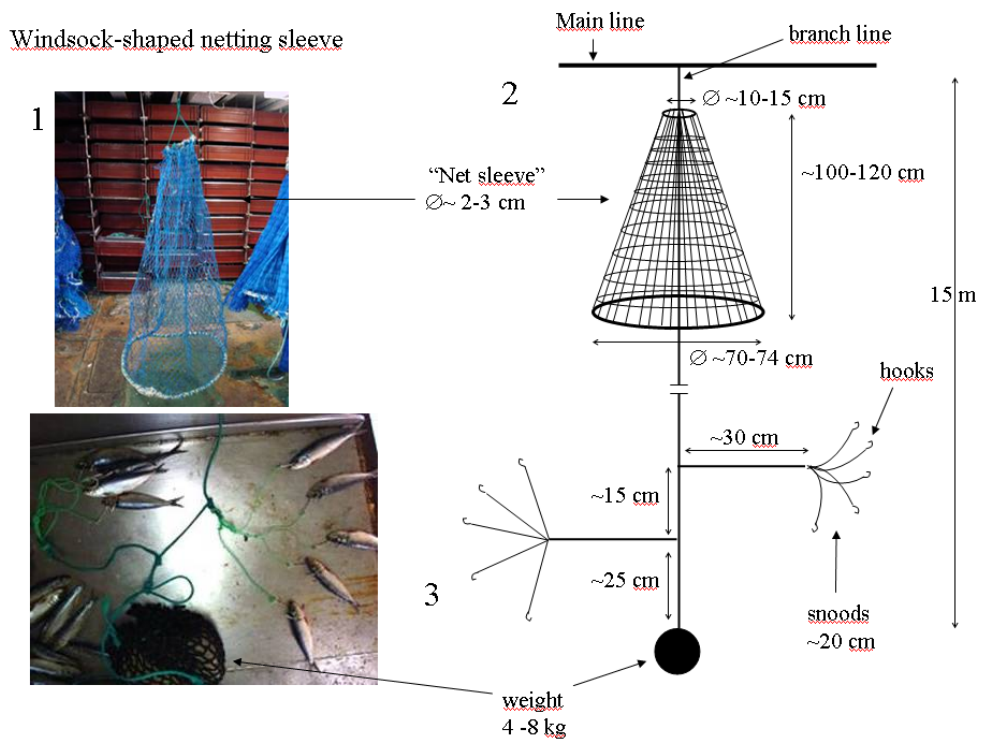 Windsock-shaped netting sleeve
1
2
Main line
branch line
∅ ~10-15 cm
~100-120 cm
“Net sleeve”
∅~ 2-3 cm
15 m
∅ ~70-74 cm
hooks
~30 cm
~15 cm
~25 cm
3
snoods
~20 cm
weight
4 -8 kg